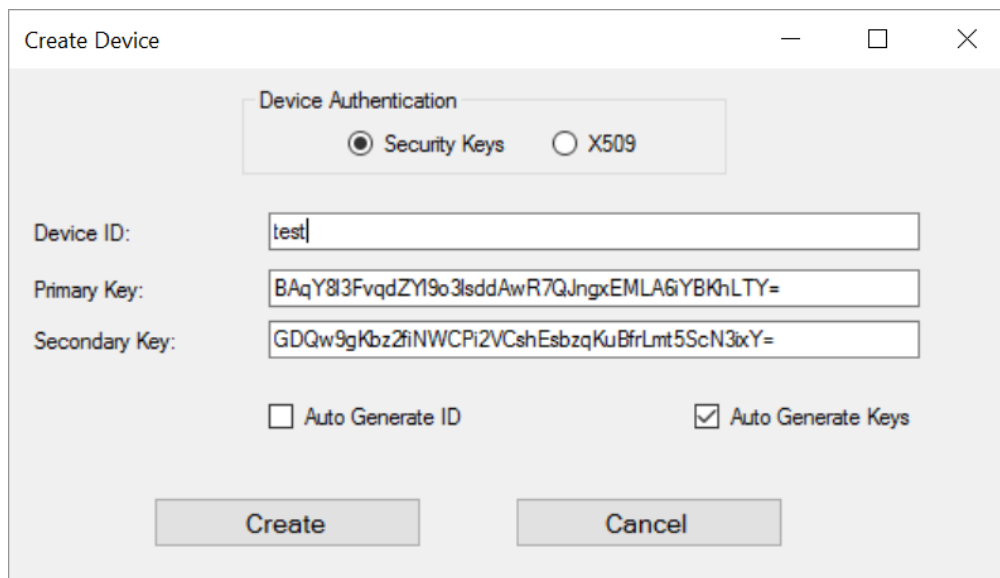 Create Device
Device Authentication
Security Keys X509
Device ID: test
Primary Key: BAqY8I3FvqdZYl9o3lsddAwR7QJngxEMLA6iYBKhLTY=
Secondary Key: GDQw9gKbz2fiNWCPi2VCshEsbzqKuBfrLmt5ScN3ixY=
Auto Generate ID Auto Generate Keys
Create Cancel